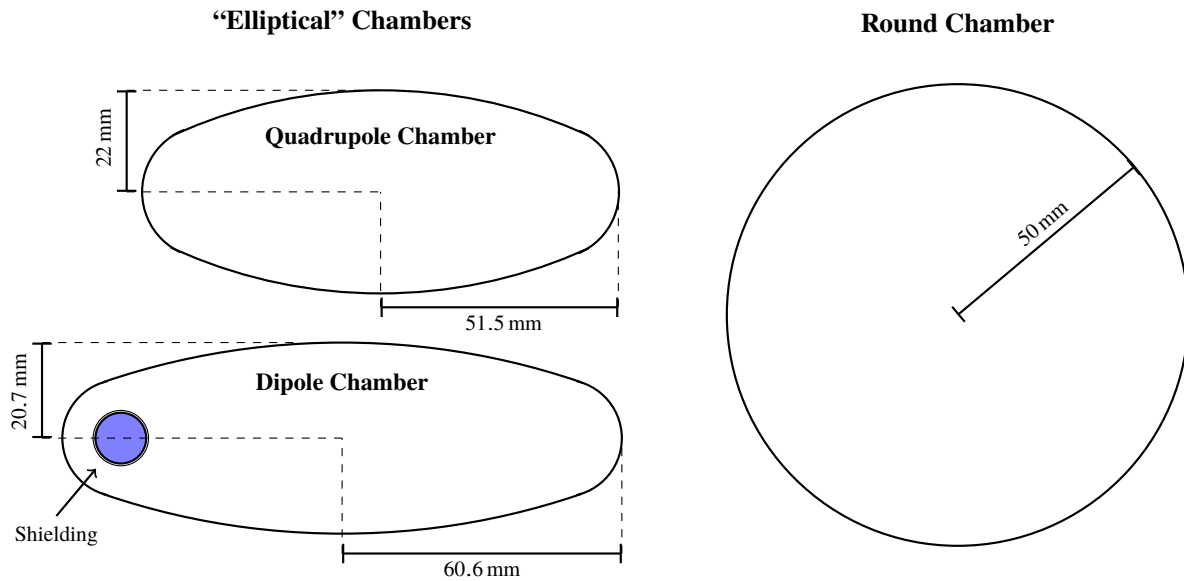 “Elliptical” Chambers
Round Chamber
22 mm
Quadrupole Chamber
51.5 mm
50 mm
20.7 mm
Dipole Chamber
Shielding
60.6 mm